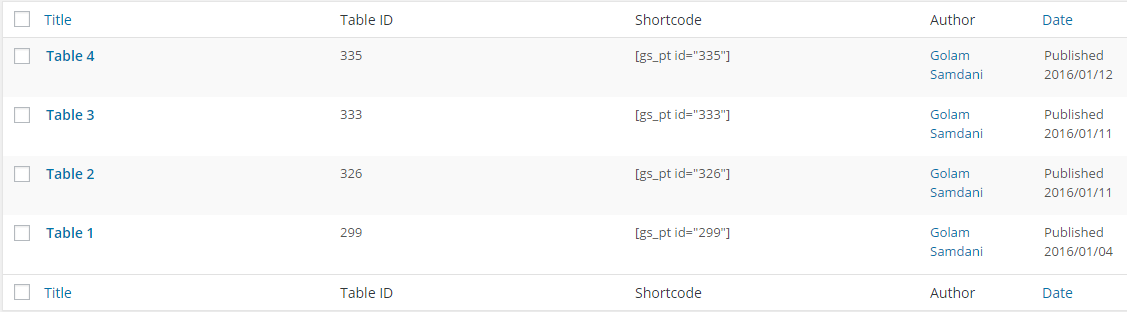 Title Table ID Shortcode Author Date
Table 4 335 [gs_pt id="335"] Golam Published
Samdani 2016/01/12
Table 3 333 [gs_pt id="333"] Golam Published
Samdani 2016/01/11
Table 2 326 [gs_pt id="326"] Golam Published
Samdani 2016/01/11
Table 1 299 [gs_pt id="299"] Golam Published
Samdani 2016/01/04
Title Table ID Shortcode Author Date